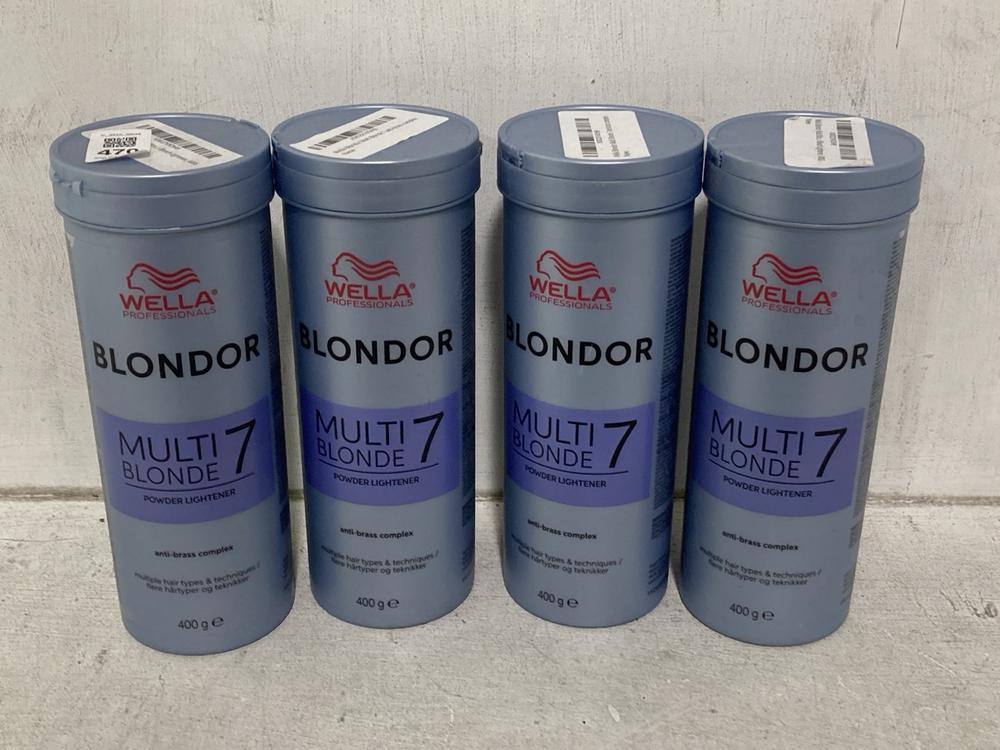 470
WELLA
PROFESSIONALS
BLONDOR
MULTI 7
BLONDE
POWDER LIGHTENER
anti-brass complex
multiple hair types & techniques /
flere hårtyper og teknikker
400 g e
WELLA
PROFESSIONALS
BLONDOR
MULTI 7
BLONDE
POWDER LIGHTENER
anti-brass complex
multiple hair types & techniques /
flere hårtyper og teknikker
400 g e
WELLA
PROFESSIONALS
BLONDOR
MULTI 7
BLONDE
POWDER LIGHTENER
anti-brass complex
multiple hair types & techniques /
flere hårtyper og teknikker
400 g e
WELLA
PROFESSIONALS
BLONDOR
MULTI 7
BLONDE
POWDER LIGHTENER
anti-brass complex
multiple hair types & techniques /
flere hårtyper og teknikker
400 g e